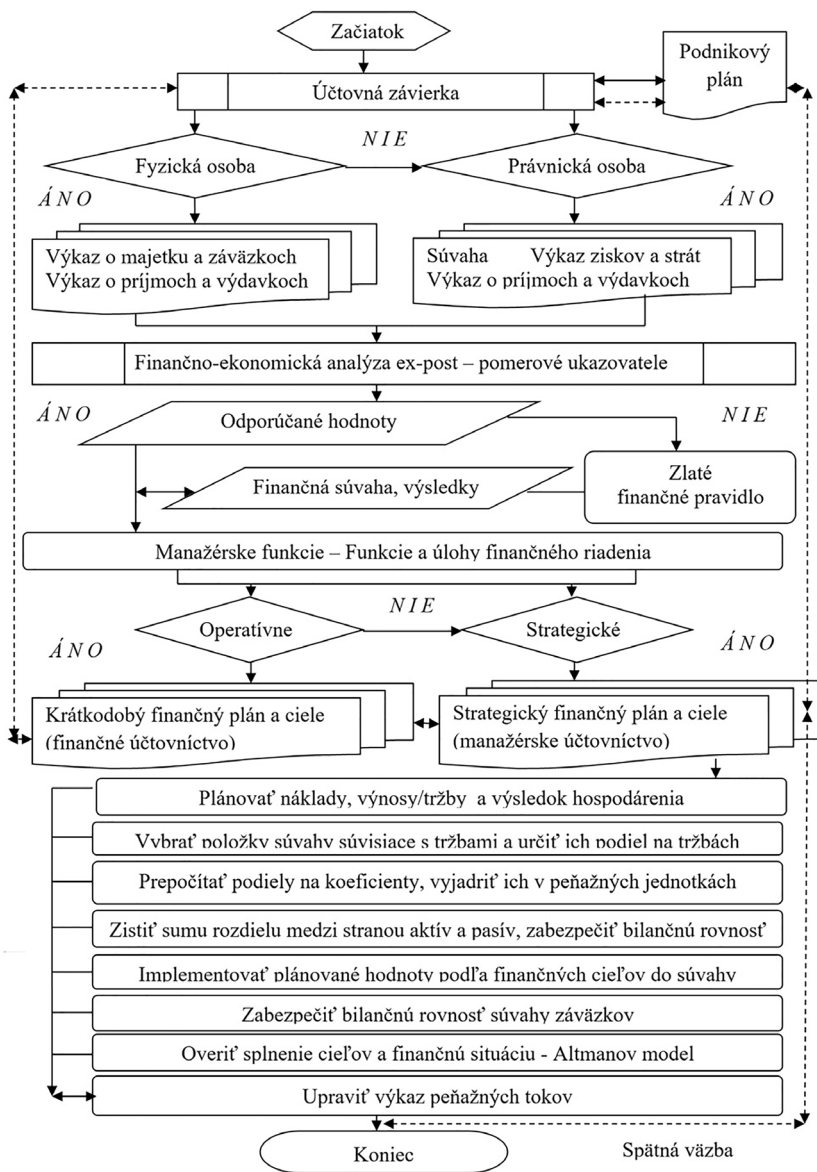 Začiatok
Podnikový
plán
Účtovná závierka
N I E
Fyzická osoba
Právnická osoba
Á N O
Á N O
Výkaz o majetku a záväzkoch
Výkaz o príjmoch a výdavkoch
Súvaha Výkaz ziskov a strát
Výkaz o príjmoch a výdavkoch
Finančno-ekonomická analýza ex-post – pomerové ukazovatele
Á N O
N I E
Odporúčané hodnoty
Finančná súvaha, výsledky
Zlaté
finančné pravidlo
Manažérske funkcie – Funkcie a úlohy finančného riadenia
N I E
Operatívne
Strategické
Á N O
Á N O
Krátkodobý finančný plán a ciele
(finančné účtovníctvo)
Strategický finančný plán a ciele
(manažérske účtovníctvo)
Plánovať náklady, výnosy/tržby a výsledok hospodárenia
Vybrať položky súvahy súvisiace s tržbami a určiť ich podiel na tržbách
Prepočítať podiely na koeficienty, vyjadriť ich v peňažných jednotkách
Zistiť sumu rozdielu medzi stranou aktív a pasív, zabezpečiť bilančnú rovnosť
Implementovať plánované hodnoty podľa finančných cieľov do súvahy
Zabezpečiť bilančnú rovnosť súvahy záväzkov
Overiť splnenie cieľov a finančnú situáciu - Altmanov model
Upraviť výkaz peňažných tokov
Koniec
Spätná väzba